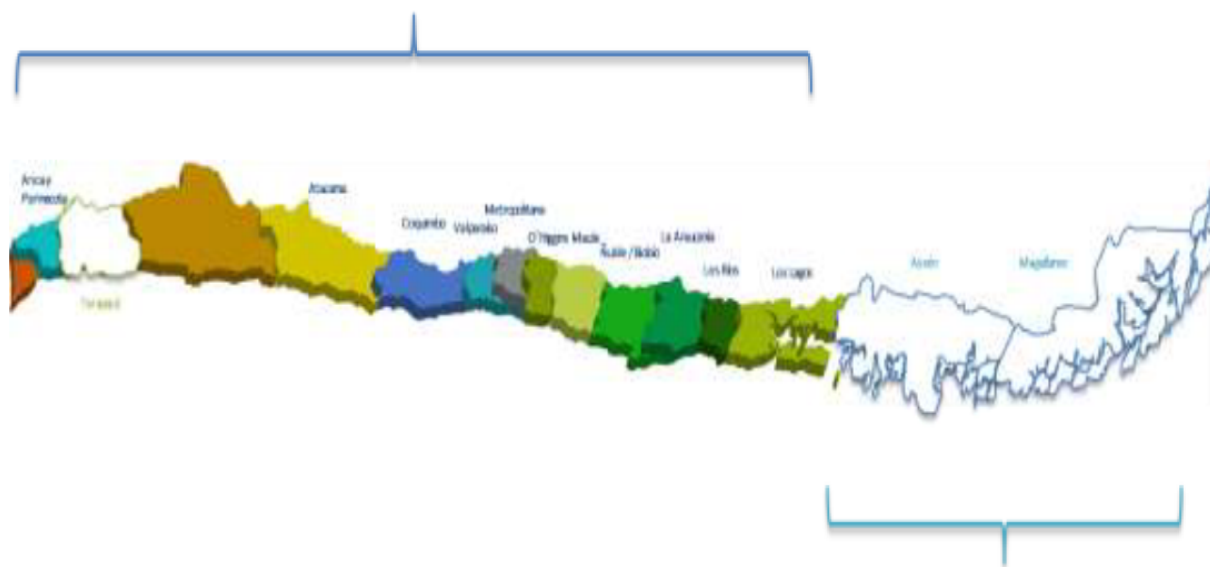 Arica y
Parinacota
Tarapacá
Atacama
Coquimbo
Valparaíso
Metropolitana
O´Higgins Maule
Ñuble / Biobío
La Araucanía
Los Ríos
Los Lagos
Aysén
Magallanes